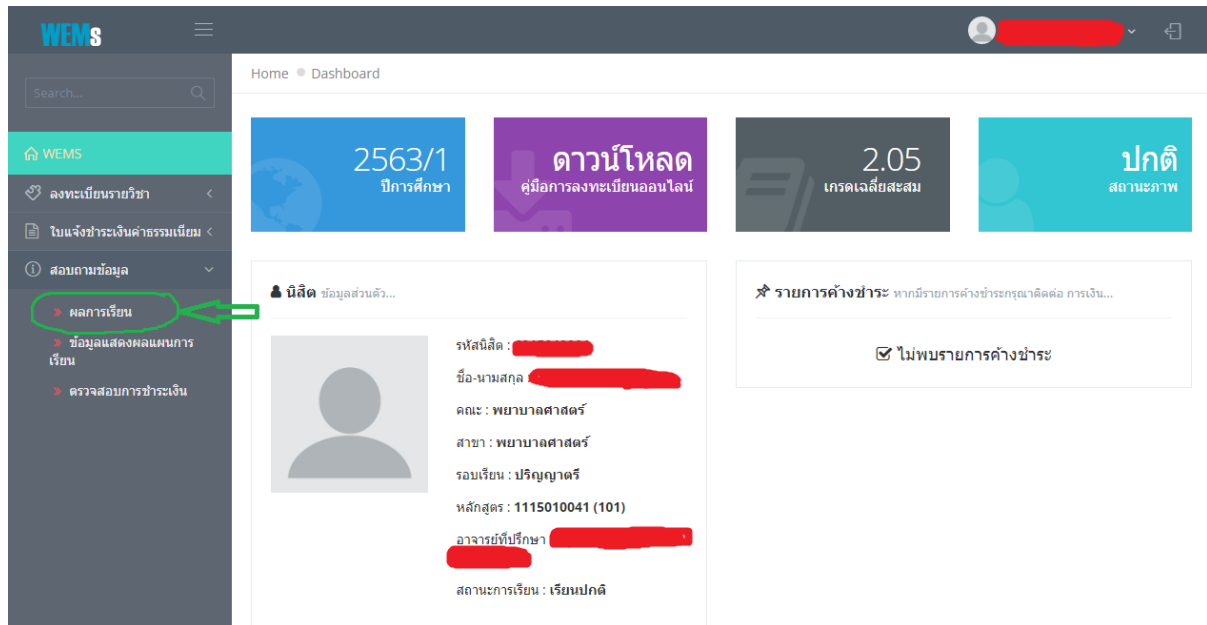 WEMs
Home Dashboard
Search...
WEMS
ลงทะเบียนรายวิชา
ใบแจ้งชำระเงินค่าธรรมเนียม
สอบถามข้อมูล
ผลการเรียน
ข้อมูลแสดงผลแผนการ
เรียน
ตรวจสอบการชำระเงิน
2563/1
ปีการศึกษา
ดาวน์โหลด
คู่มือการลงทะเบียนออนไลน์
2.05
เกรดเฉลี่ยสะสม
ปกติ
สถานะภาพ
นิสิต ข้อมูลส่วนตัว...
รหัสนิสิต :
ชื่อ-นามสกุล :
คณะ : พยาบาลศาสตร์
สาขา : พยาบาลศาสตร์
รอบเรียน : ปริญญาตรี
หลักสูตร : 1115010041 (101)
อาจารย์ที่ปรึกษา
สถานะการเรียน : เรียนปกติ
รายการค้างชำระ หากมีรายการค้างชำระกรุณาติดต่อ การเงิน...
ไม่พบรายการค้างชำระ